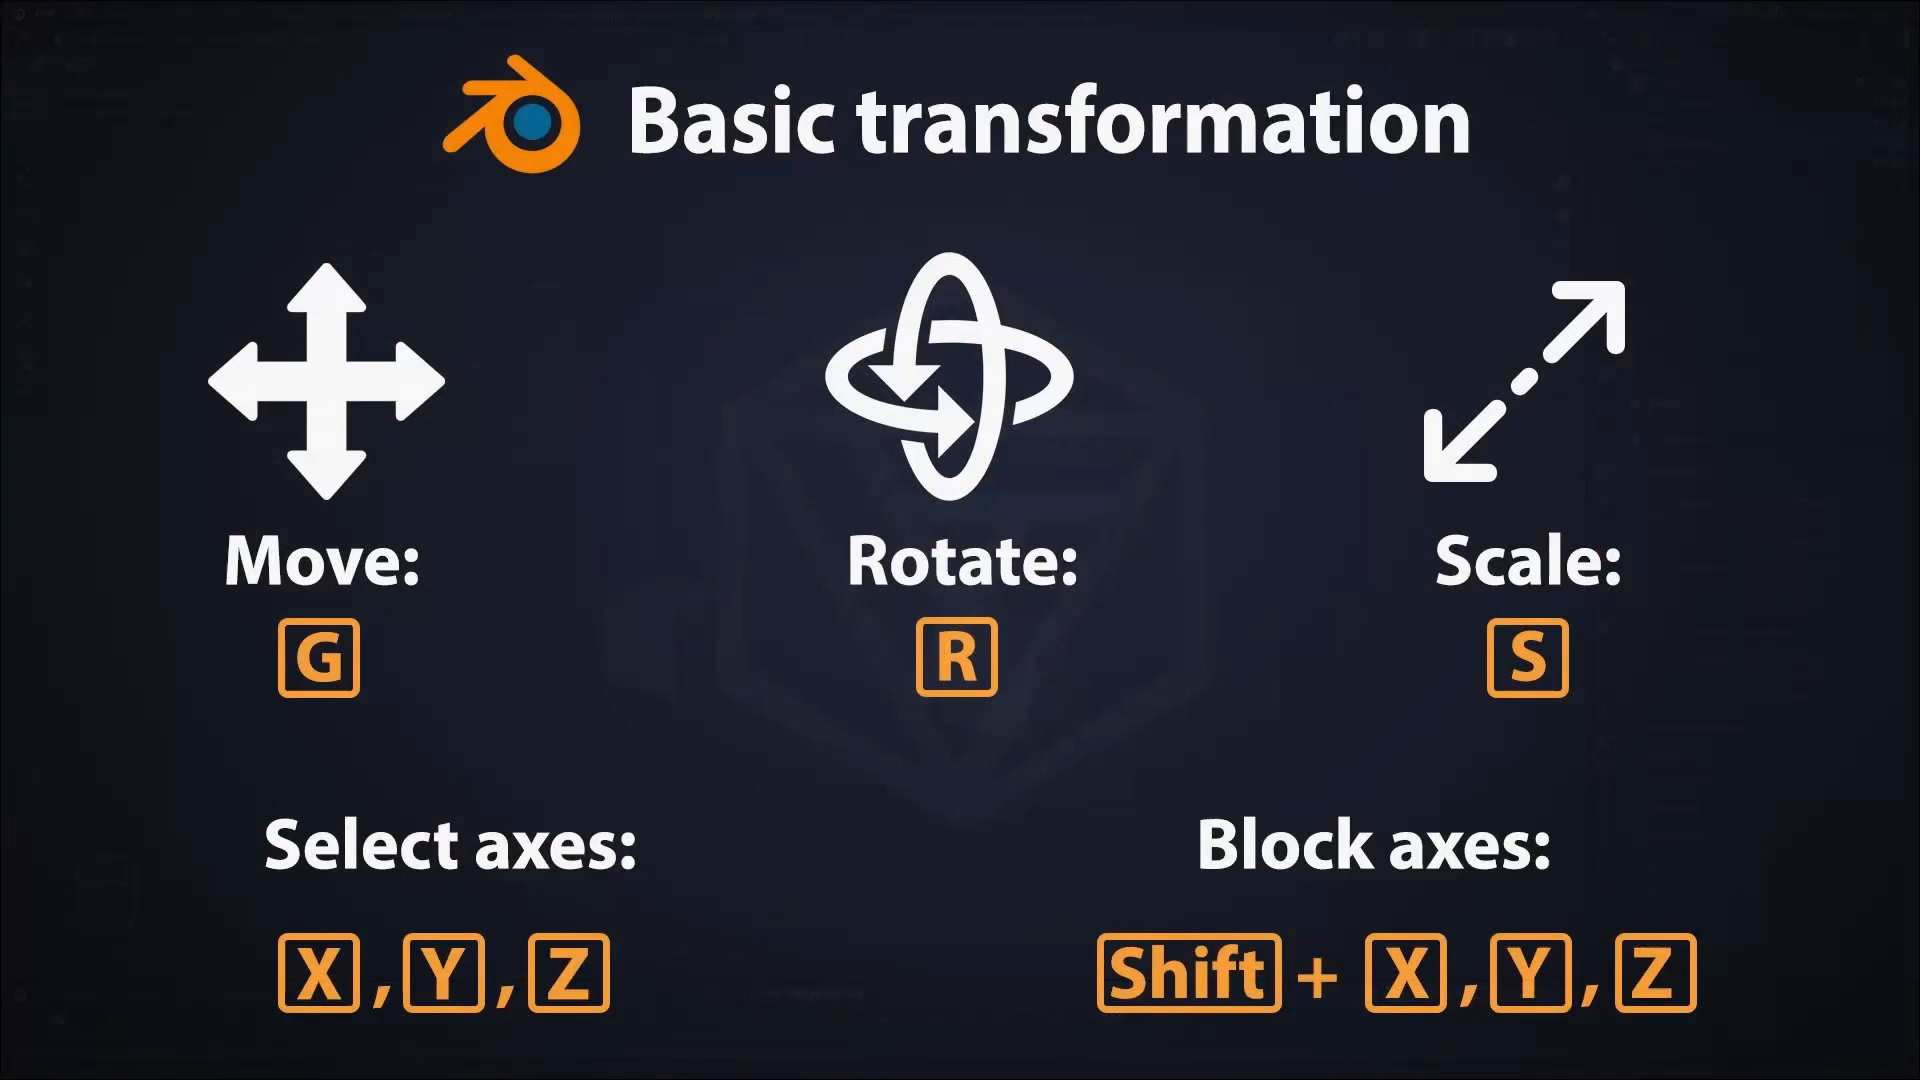 Basic transformation
Move: Rotate: Scale:
G R S
Select axes: Block axes:
X , Y , Z Shift + X , Y , Z